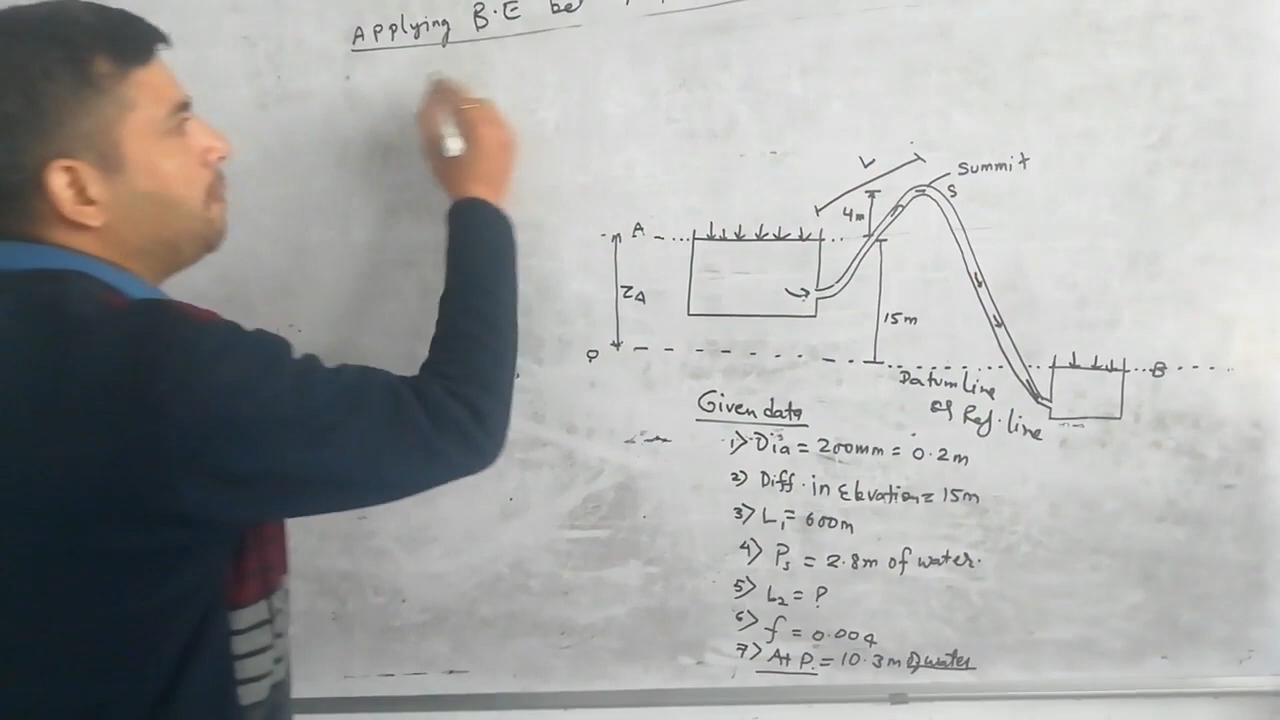 Applying B.E bet
Summit
S
L
4m
A
ZA
15m
B
Datum line
or Ref. line
Given data
1) Dia = 200mm = 0.2m
2) Diff. in Elevation = 15m
3) L1 = 600m
4) Ps = 2.8m of water.
5) L2 = ?
6) f = 0.004
7) At P. = 10.3m of water